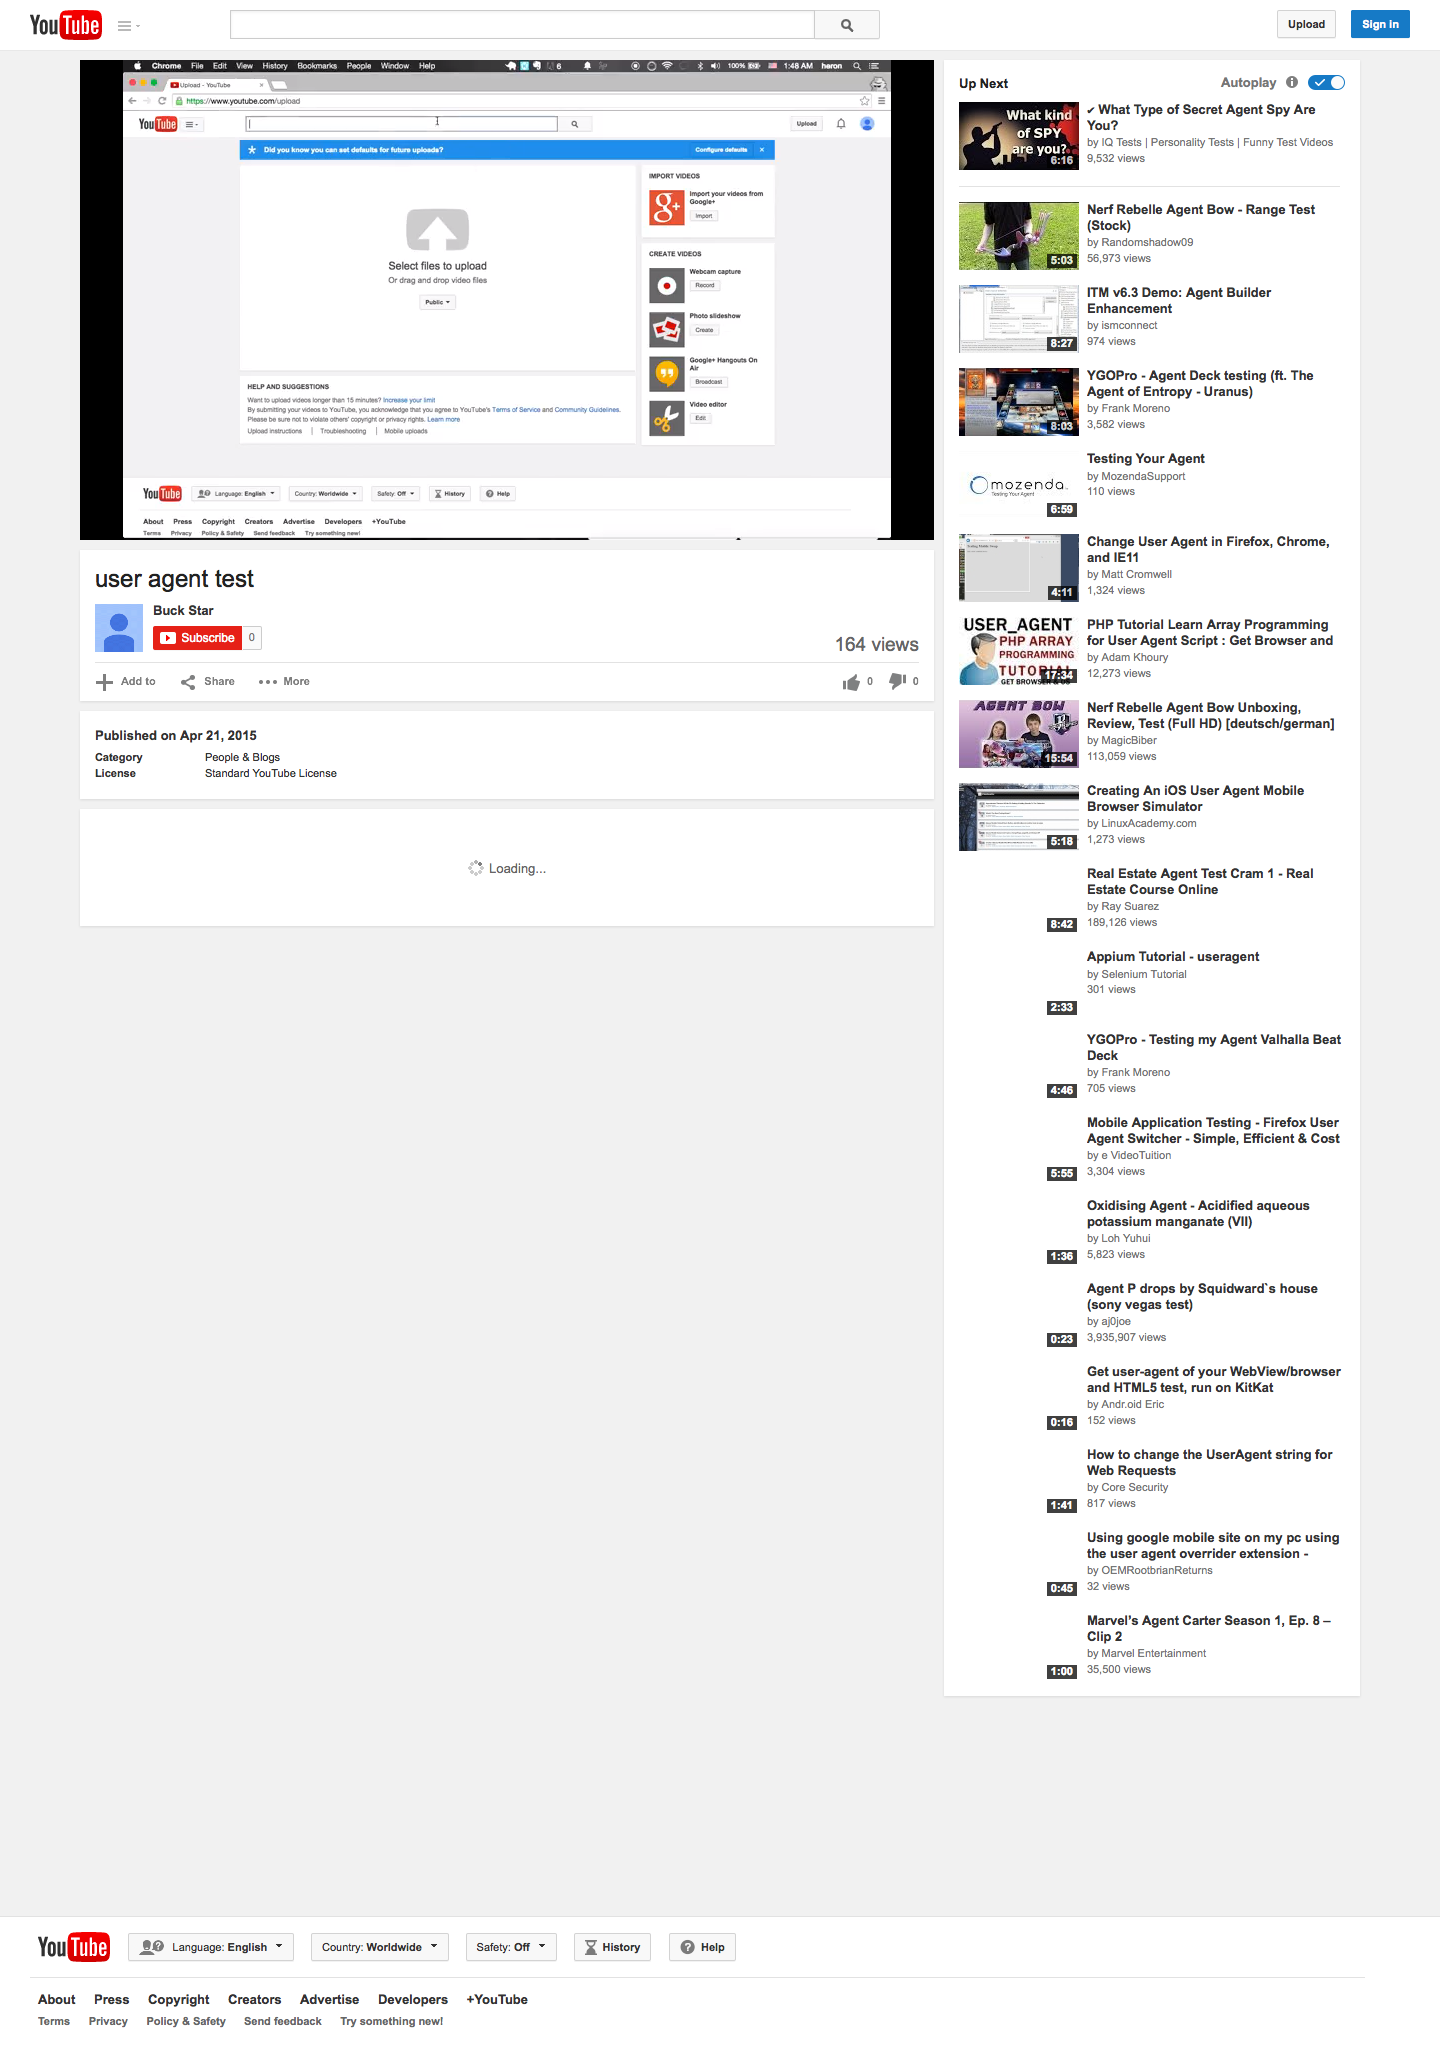 YouTube
Upload
Sign in
Chrome File Edit View History Bookmarks People Window Help
6
100%
1:48 AM heron
Upload - YouTube
https://www.youtube.com/upload
YouTube
Upload
Did you know you can set defaults for future uploads?
Configure defaults
Select files to upload
Or drag and drop video files
Public
IMPORT VIDEOS
Import your videos from
Google+
Import
CREATE VIDEOS
Webcam capture
Record
Photo slideshow
Create
Google+ Hangouts On
Air
Broadcast
Video editor
Edit
HELP AND SUGGESTIONS
Want to upload videos longer than 15 minutes? Increase your limit
By submitting your videos to YouTube, you acknowledge that you agree to YouTube's Terms of Service and Community Guidelines.
Please be sure not to violate others' copyright or privacy rights. Learn more
Upload instructions | Troubleshooting | Mobile uploads
YouTube
Language: English
Country: Worldwide
Safety: Off
History
Help
About Press Copyright Creators Advertise Developers +YouTube
Terms Privacy Policy & Safety Send feedback Try something new!
user agent test
Buck Star
Subscribe
0
164 views
Add to
Share
More
0
0
Published on Apr 21, 2015
Category People & Blogs
License Standard YouTube License
Loading...
Up Next
Autoplay
What kind
of SPY
are you?
6:16
✔ What Type of Secret Agent Spy Are
You?
by IQ Tests | Personality Tests | Funny Test Videos
9,532 views
5:03
Nerf Rebelle Agent Bow - Range Test
(Stock)
by Randomshadow09
56,973 views
8:27
ITM v6.3 Demo: Agent Builder
Enhancement
by ismconnect
974 views
8:03
YGOPro - Agent Deck testing (ft. The
Agent of Entropy - Uranus)
by Frank Moreno
3,582 views
mozenda
Testing Your Agent
6:59
Testing Your Agent
by MozendaSupport
110 views
4:11
Change User Agent in Firefox, Chrome,
and IE11
by Matt Cromwell
1,324 views
USER_AGENT
PHP ARRAY
PROGRAMMING
TUTORIAL
GET BROWSER & OS
17:34
PHP Tutorial Learn Array Programming
for User Agent Script : Get Browser and
by Adam Khoury
12,273 views
AGENT BOW
15:54
Nerf Rebelle Agent Bow Unboxing,
Review, Test (Full HD) [deutsch/german]
by MagicBiber
113,059 views
5:18
Creating An iOS User Agent Mobile
Browser Simulator
by LinuxAcademy.com
1,273 views
8:42
Real Estate Agent Test Cram 1 - Real
Estate Course Online
by Ray Suarez
189,126 views
2:33
Appium Tutorial - useragent
by Selenium Tutorial
301 views
4:46
YGOPro - Testing my Agent Valhalla Beat
Deck
by Frank Moreno
705 views
5:55
Mobile Application Testing - Firefox User
Agent Switcher - Simple, Efficient & Cost
by e VideoTuition
3,304 views
1:36
Oxidising Agent - Acidified aqueous
potassium manganate (VII)
by Loh Yuhui
5,823 views
0:23
Agent P drops by Squidward`s house
(sony vegas test)
by aj0joe
3,935,907 views
0:16
Get user-agent of your WebView/browser
and HTML5 test, run on KitKat
by Andr.oid Eric
152 views
1:41
How to change the UserAgent string for
Web Requests
by Core Security
817 views
0:45
Using google mobile site on my pc using
the user agent overrider extension -
by OEMRootbrianReturns
32 views
1:00
Marvel's Agent Carter Season 1, Ep. 8 –
Clip 2
by Marvel Entertainment
35,500 views
YouTube
Language: English
Country: Worldwide
Safety: Off
History
Help
About Press Copyright Creators Advertise Developers +YouTube
Terms Privacy Policy & Safety Send feedback Try something new!